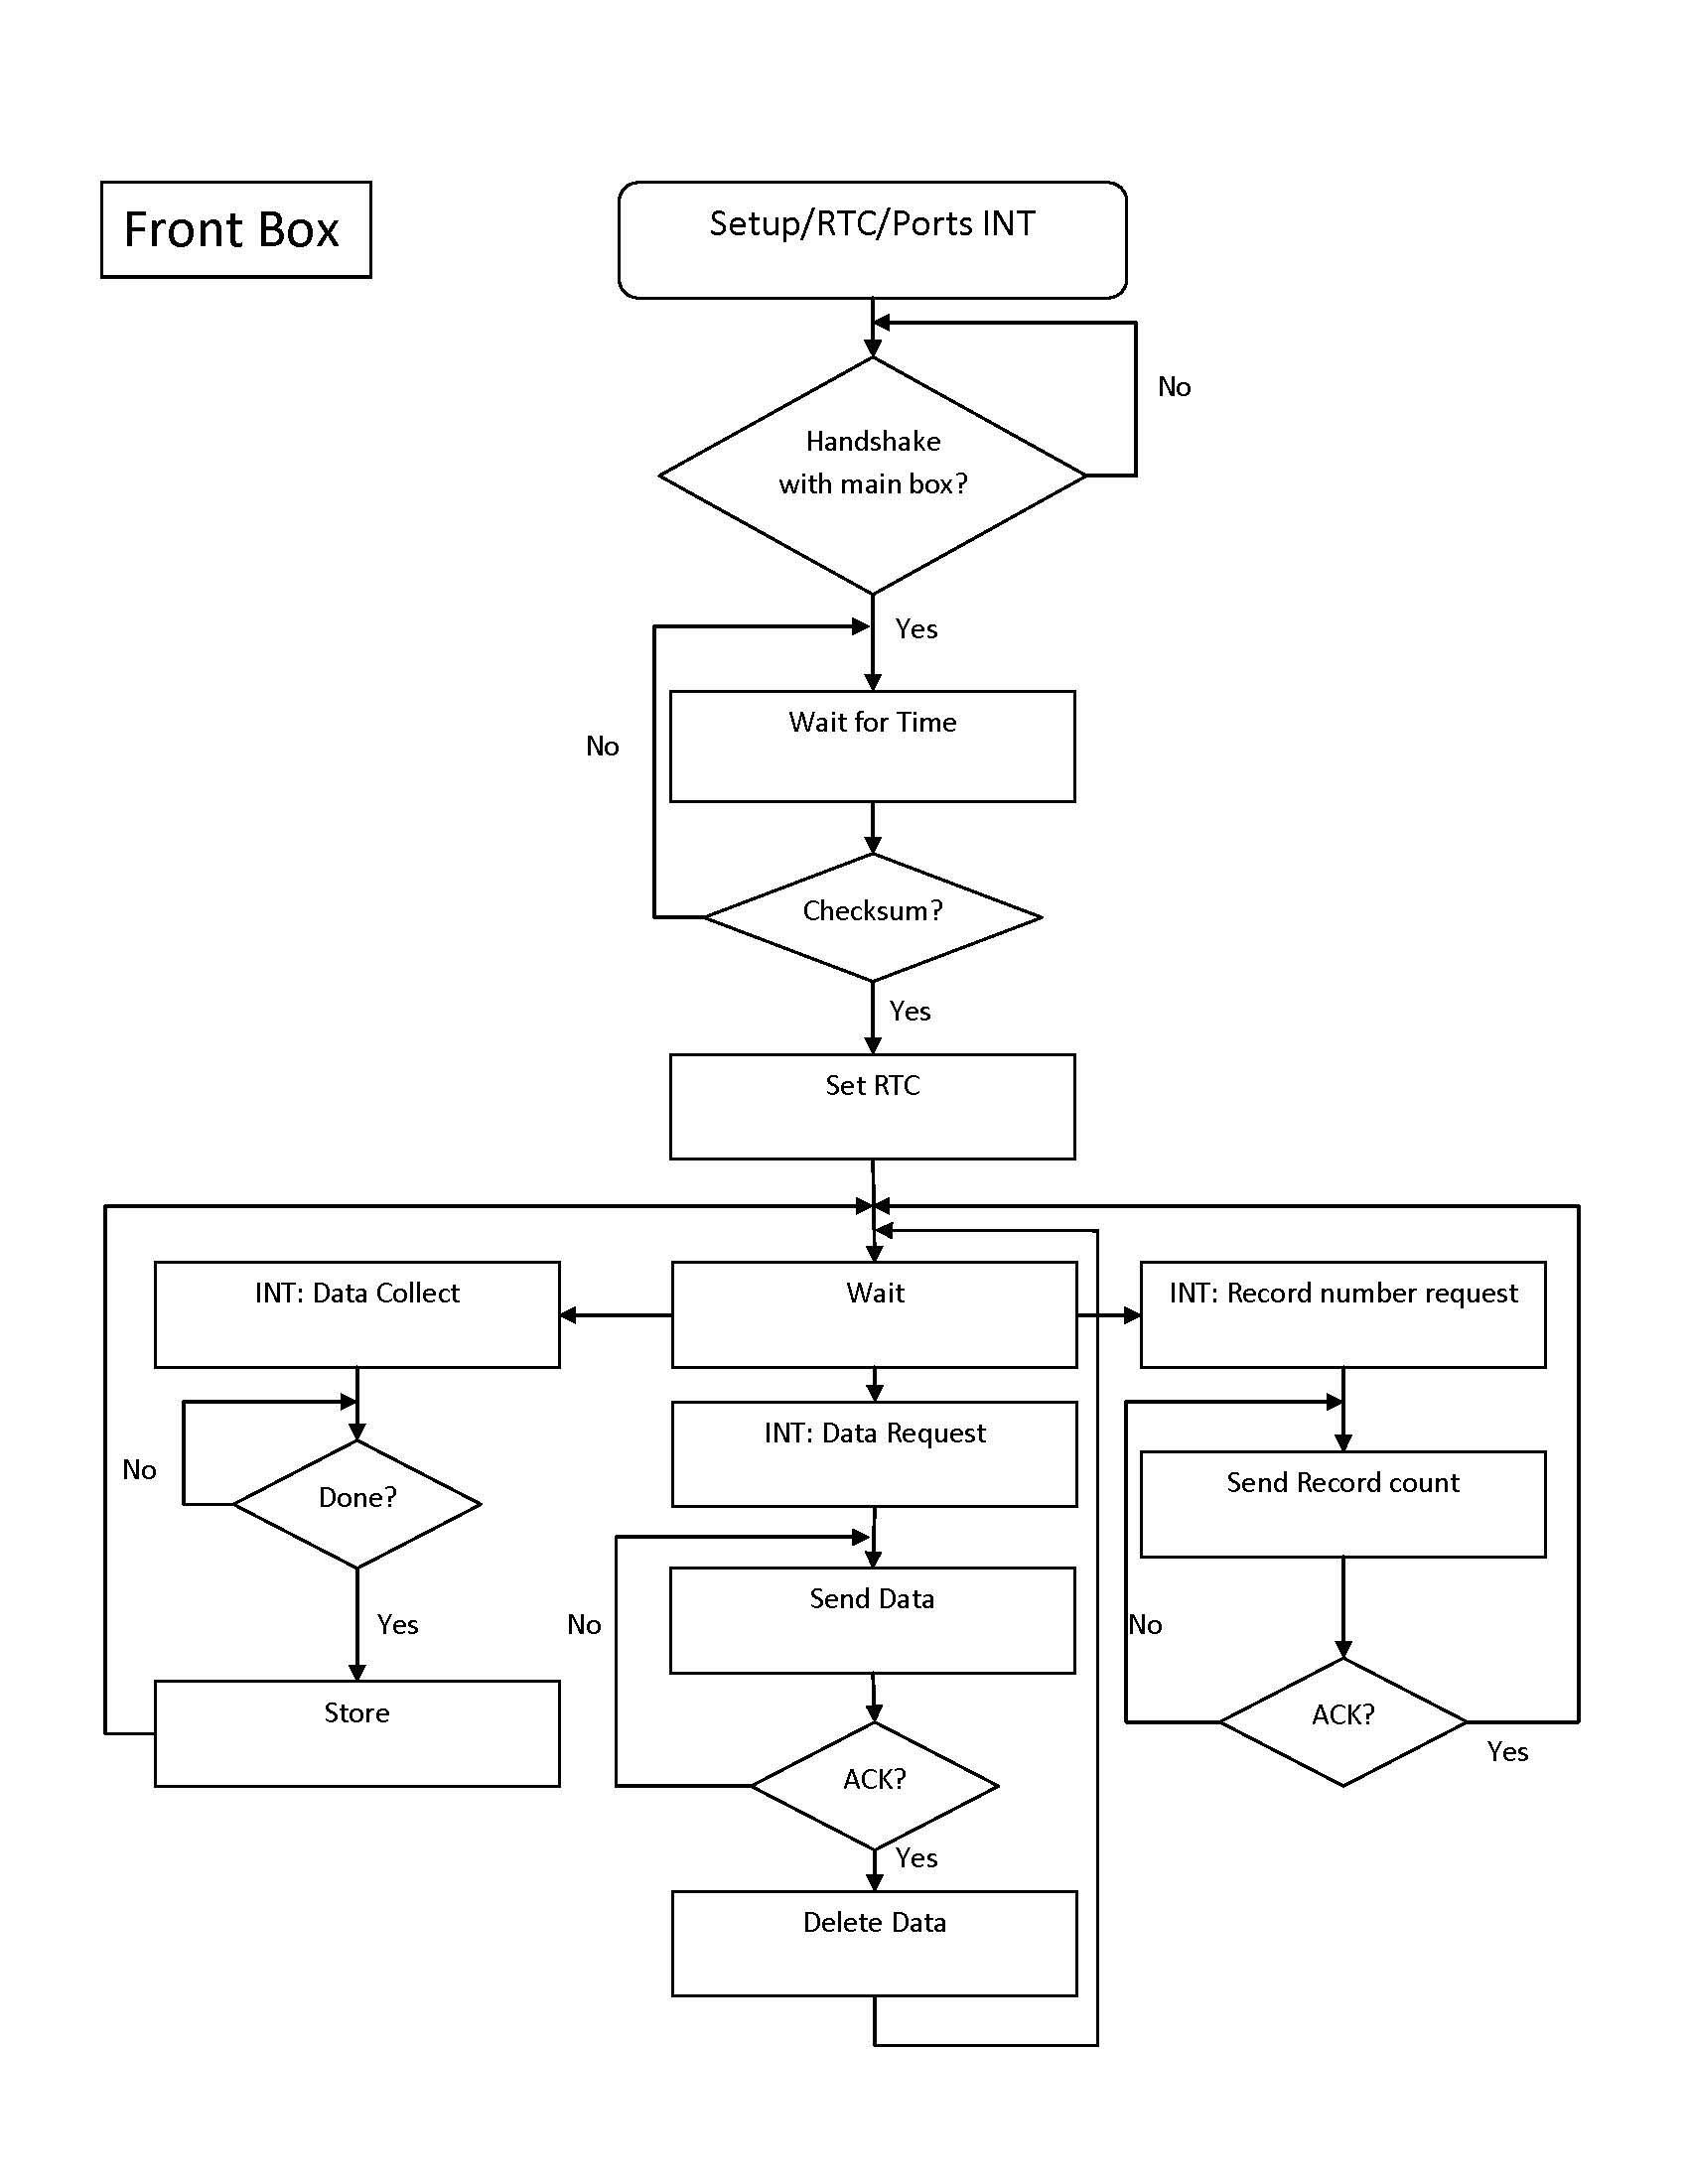 Front Box
Setup/RTC/Ports INT
No
Handshake
with main box?
Yes
Wait for Time
No
Checksum?
Yes
Set RTC
INT: Data Collect
Wait
INT: Record number request
INT: Data Request
No
Done?
Send Record count
Send Data
Yes
No
No
Store
ACK?
Yes
ACK?
Yes
Delete Data